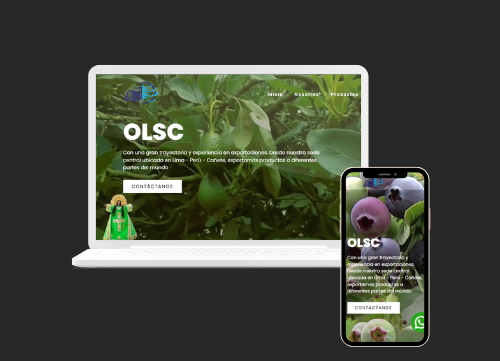 Inicio Nosotros Productos
OLSC
Con una gran trayectoria y experiencia en exportaciones. Desde nuestra sede
central ubicada en Lima - Perú - Cañete, exportamos productos a diferentes
partes del mundo
CONTÁCTANOS
OLSC
Con una gran trayectoria y
experiencia en exportaciones.
Desde nuestra sede central
ubicada en Lima - Perú - Cañete,
exportamos productos a
diferentes partes del mundo
CONTÁCTANOS